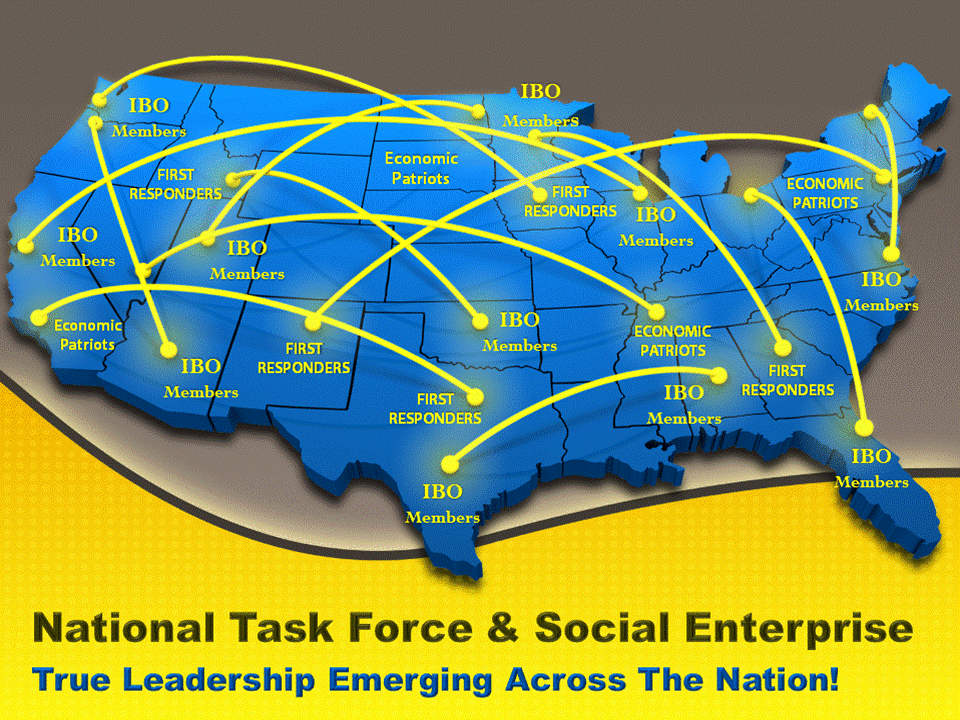 IBO
Members
IBO
Members
FIRST
RESPONDERS
Economic
Patriots
FIRST
RESPONDERS
ECONOMIC
PATRIOTS
IBO
Members
IBO
Members
IBO
Members
IBO
Members
Economic
Patriots
IBO
Members
FIRST
RESPONDERS
IBO
Members
ECONOMIC
PATRIOTS
FIRST
RESPONDERS
IBO
Members
FIRST
RESPONDERS
IBO
Members
IBO
Members
National Task Force & Social Enterprise
True Leadership Emerging Across The Nation!